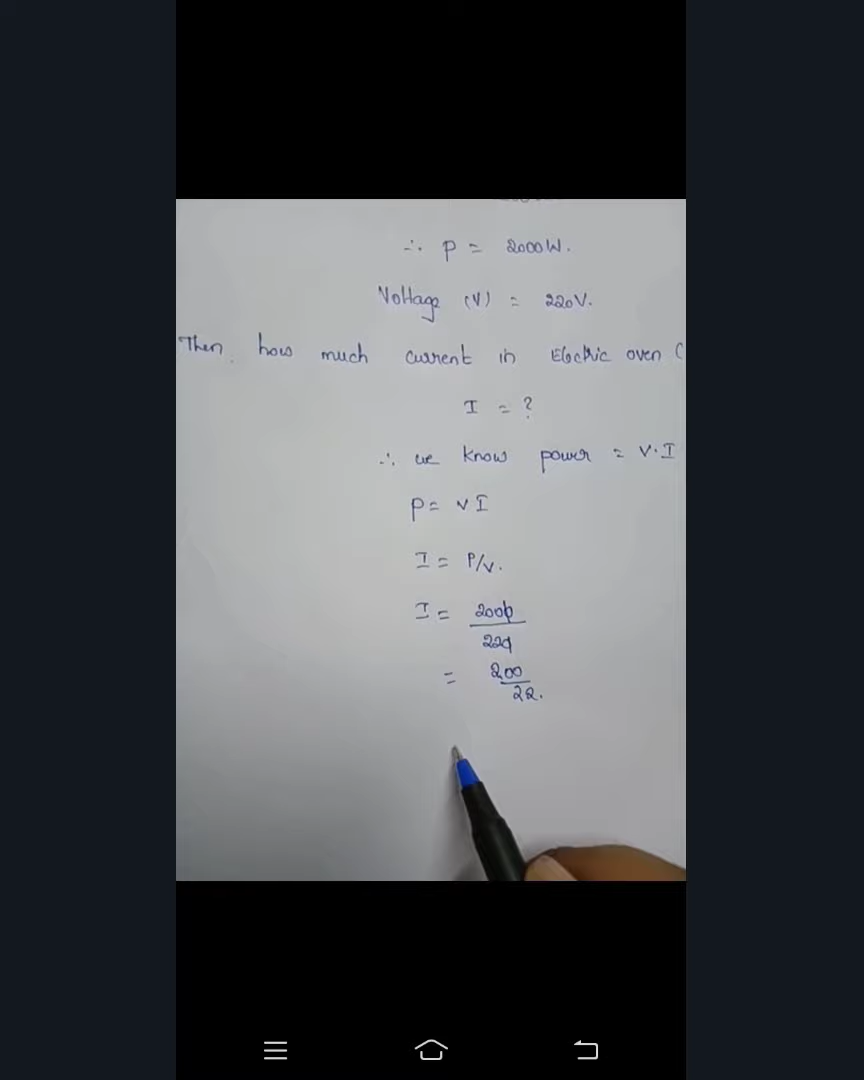 ∴ P = 2000W.
Voltage (V) = 220V.
Then, how much current in Electric oven (
I = ?
∴ we know power = V·I
P = VI
I = P/V.
I = 2000/220
= 200/22.